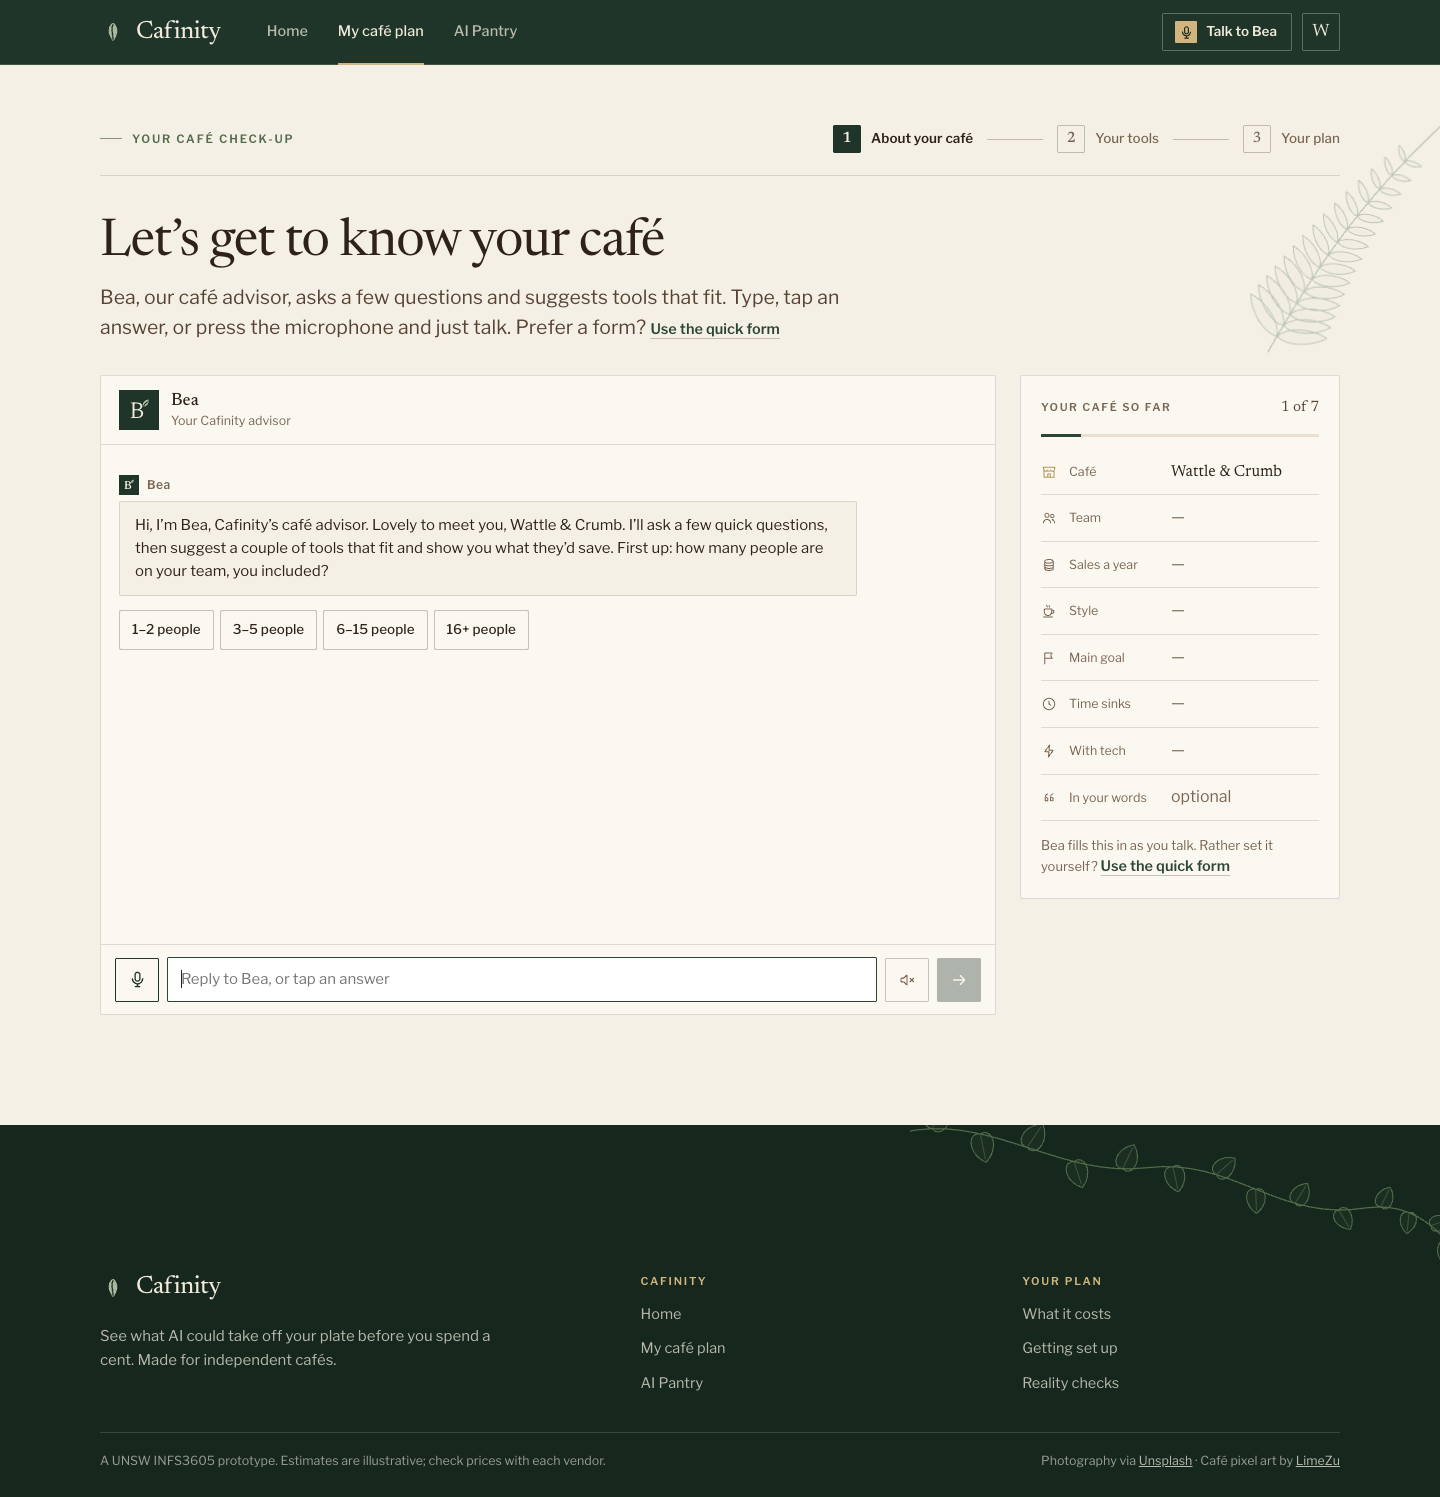 Cafinity
Home
My café plan
AI Pantry
Talk to Bea
W
YOUR CAFÉ CHECK-UP
1 About your café
2 Your tools
3 Your plan
Let’s get to know your café
Bea, our café advisor, asks a few questions and suggests tools that fit. Type, tap an
answer, or press the microphone and just talk. Prefer a form? Use the quick form
B
Bea
Your Cafinity advisor
B
Bea
Hi, I’m Bea, Cafinity’s café advisor. Lovely to meet you, Wattle & Crumb. I’ll ask a few quick questions,
then suggest a couple of tools that fit and show you what they’d save. First up: how many people are
on your team, you included?
1–2 people
3–5 people
6–15 people
16+ people
Reply to Bea, or tap an answer
YOUR CAFÉ SO FAR
1 of 7
Café Wattle & Crumb
Team —
Sales a year —
Style —
Main goal —
Time sinks —
With tech —
In your words optional
Bea fills this in as you talk. Rather set it
yourself? Use the quick form
Cafinity
See what AI could take off your plate before you spend a
cent. Made for independent cafés.
CAFINITY
Home
My café plan
AI Pantry
YOUR PLAN
What it costs
Getting set up
Reality checks
A UNSW INFS3605 prototype. Estimates are illustrative; check prices with each vendor.
Photography via Unsplash · Café pixel art by LimeZu